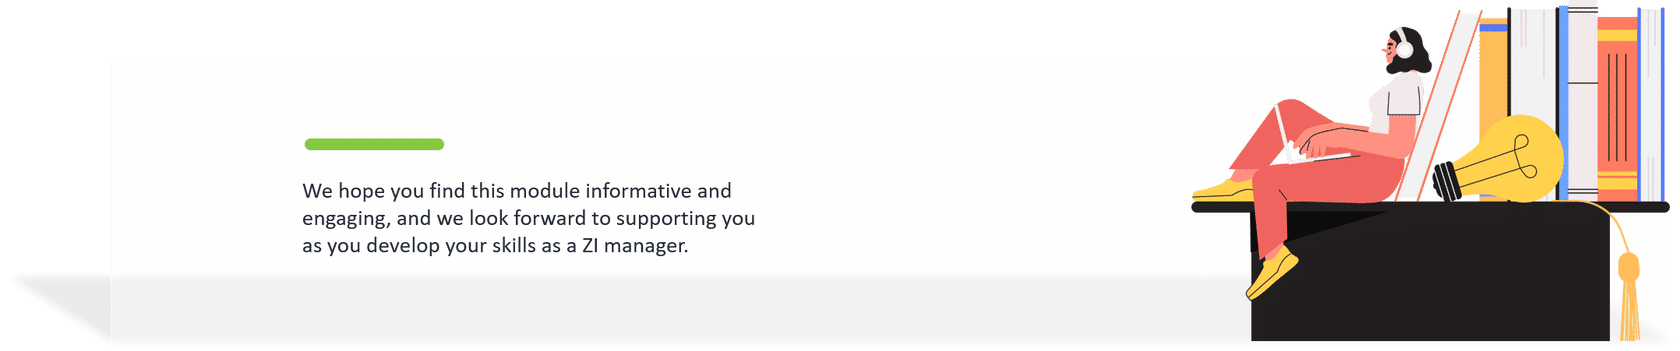 We hope you find this module informative and
engaging, and we look forward to supporting you
as you develop your skills as a ZI manager.